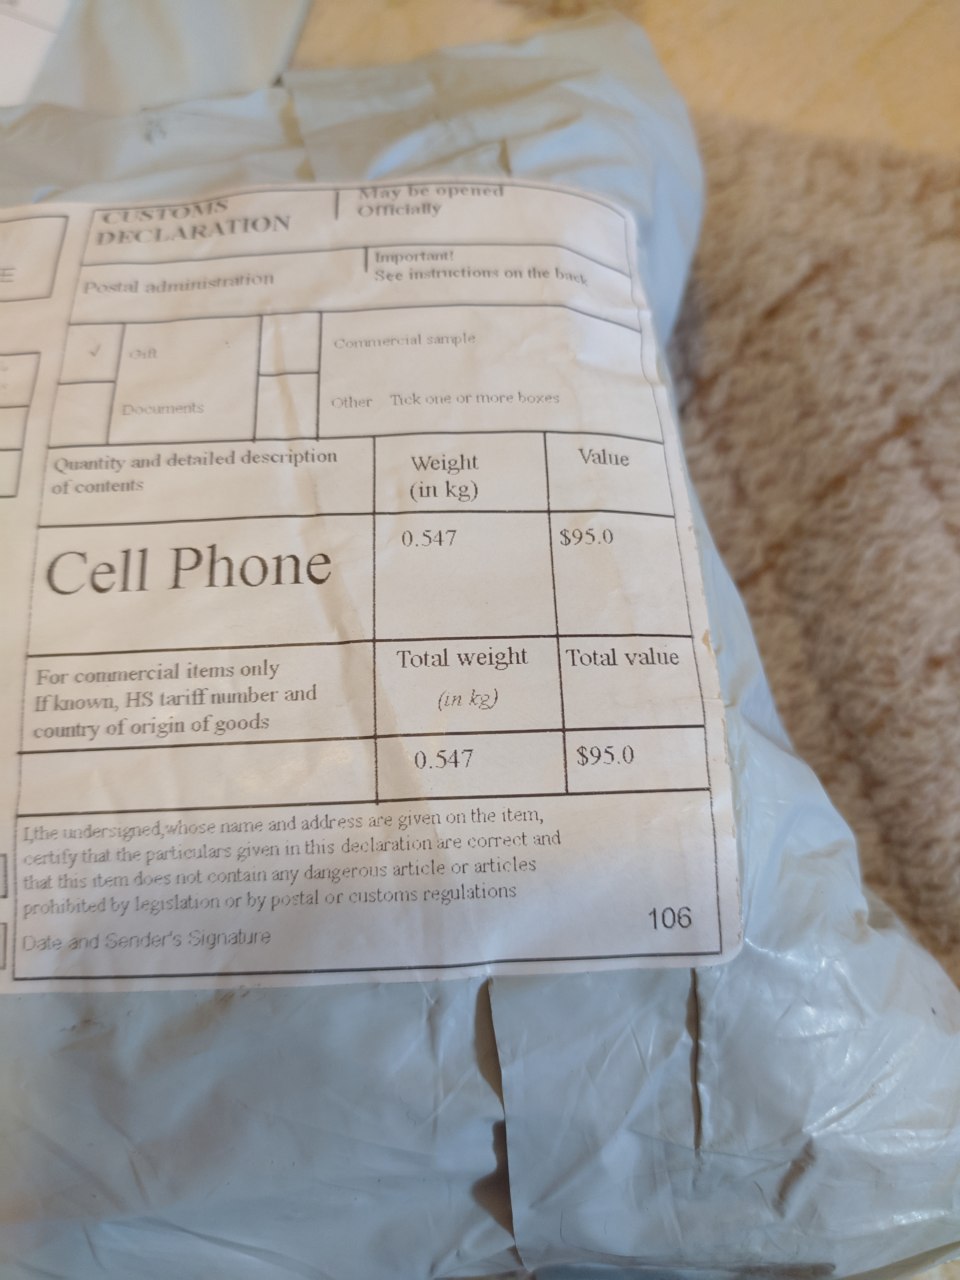 CUSTOMS
DECLARATION
May be opened
Officially
Postal administration
Important!
See instructions on the back
✓
Gift
Documents
Commercial sample
Other Tick one or more boxes
Quantity and detailed description
of contents
Weight
(in kg)
Value
Cell Phone
0.547
$95.0
For commercial items only
If known, HS tariff number and
country of origin of goods
Total weight
(in kg)
Total value
0.547
$95.0
I,the undersigned,whose name and address are given on the item,
certify that the particulars given in this declaration are correct and
that this item does not contain any dangerous article or articles
prohibited by legislation or by postal or customs regulations
Date and Sender's Signature
106